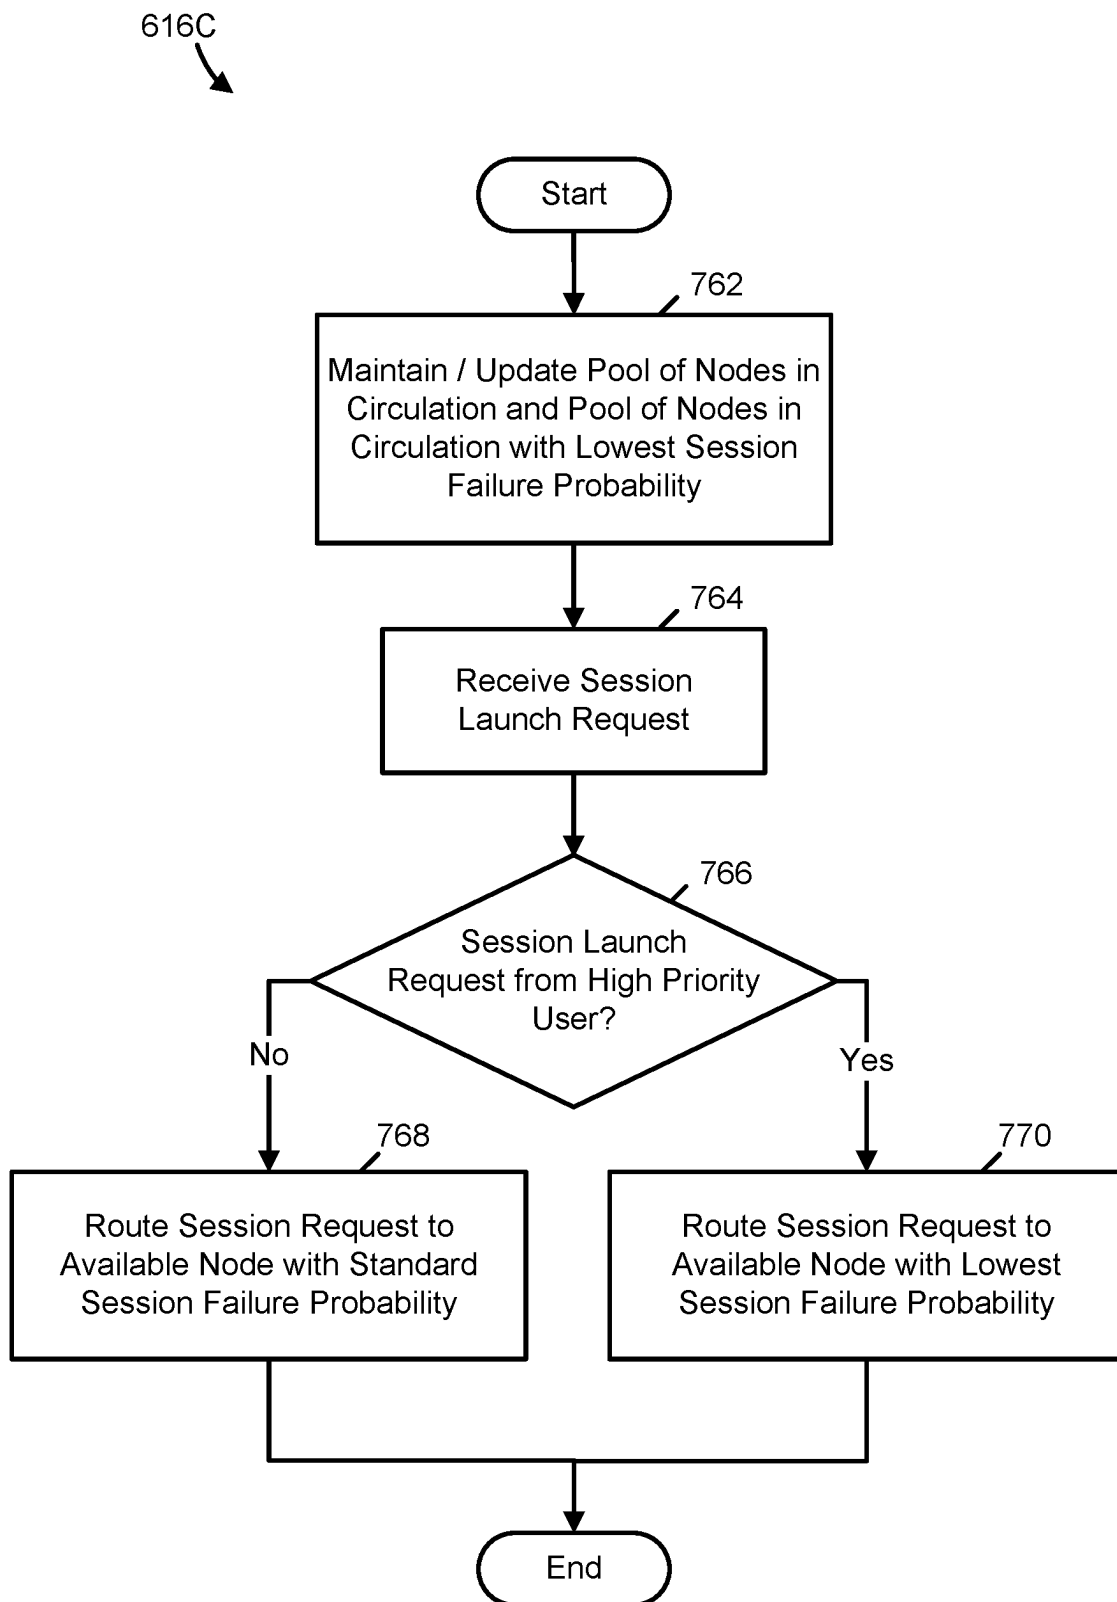 616C
Start
762
Maintain / Update Pool of Nodes in
Circulation and Pool of Nodes in
Circulation with Lowest Session
Failure Probability
764
Receive Session
Launch Request
766
Session Launch
Request from High Priority
User?
No
Yes
768
Route Session Request to
Available Node with Standard
Session Failure Probability
770
Route Session Request to
Available Node with Lowest
Session Failure Probability
End